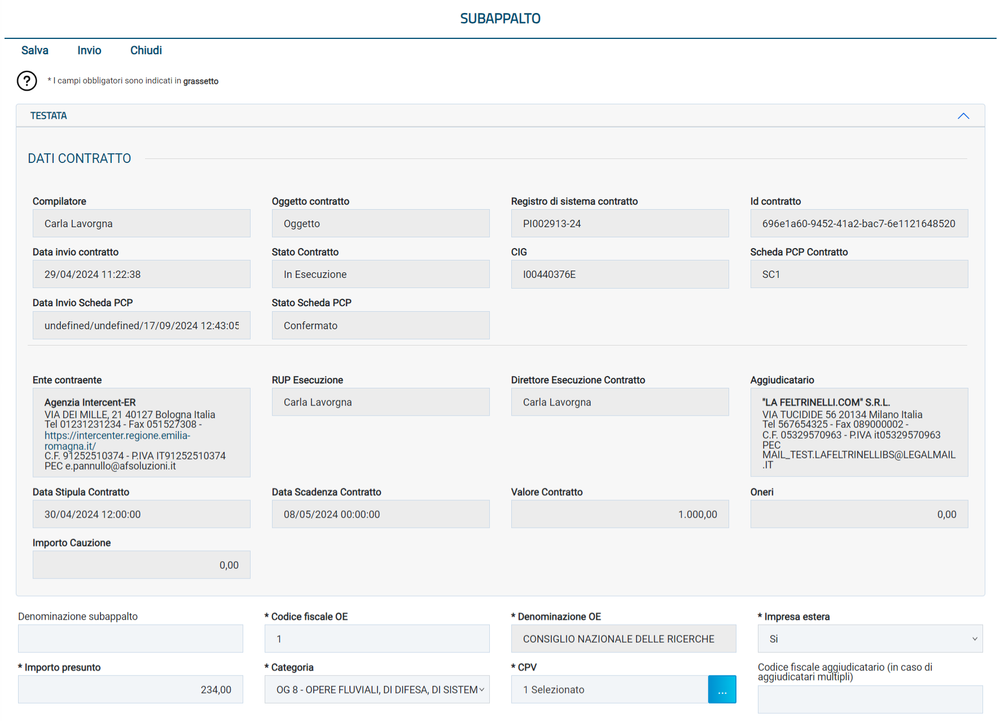 SUBAPPALTO
Salva Invio Chiudi
? * I campi obbligatori sono indicati in grassetto
TESTATA
DATI CONTRATTO
Compilatore Oggetto contratto Registro di sistema contratto Id contratto
Carla Lavorgna Oggetto PI002913-24 696e1a60-9452-41a2-bac7-6e1121648520
Data invio contratto Stato Contratto CIG Scheda PCP Contratto
29/04/2024 11:22:38 In Esecuzione I00440376E SC1
Data Invio Scheda PCP Stato Scheda PCP
undefined/undefined/17/09/2024 12:43:05 Confermato
Ente contraente RUP Esecuzione Direttore Esecuzione Contratto Aggiudicatario
Agenzia Intercent-ER
VIA DEI MILLE, 21 40127 Bologna Italia
Tel 01231231234 - Fax 051527308 -
https://intercenter.regione.emilia-
romagna.it/
C.F. 91252510374 - P.IVA IT91252510374
PEC e.pannullo@afsoluzioni.it
Carla Lavorgna
Carla Lavorgna
"LA FELTRINELLI.COM" S.R.L.
VIA TUCIDIDE 56 20134 Milano Italia
Tel 567654325 - Fax 089000002 -
C.F. 05329570963 - P.IVA it05329570963
PEC
MAIL_TEST.LAFELTRINELLIBS@LEGALMAIL
.IT
Data Stipula Contratto Data Scadenza Contratto Valore Contratto Oneri
30/04/2024 12:00:00 08/05/2024 00:00:00 1.000,00 0,00
Importo Cauzione
0,00
Denominazione subappalto * Codice fiscale OE * Denominazione OE * Impresa estera
1 CONSIGLIO NAZIONALE DELLE RICERCHE Si
* Importo presunto * Categoria * CPV Codice fiscale aggiudicatario (in caso di
aggiudicatari multipli)
234,00 OG 8 - OPERE FLUVIALI, DI DIFESA, DI SISTEM 1 Selezionato ...